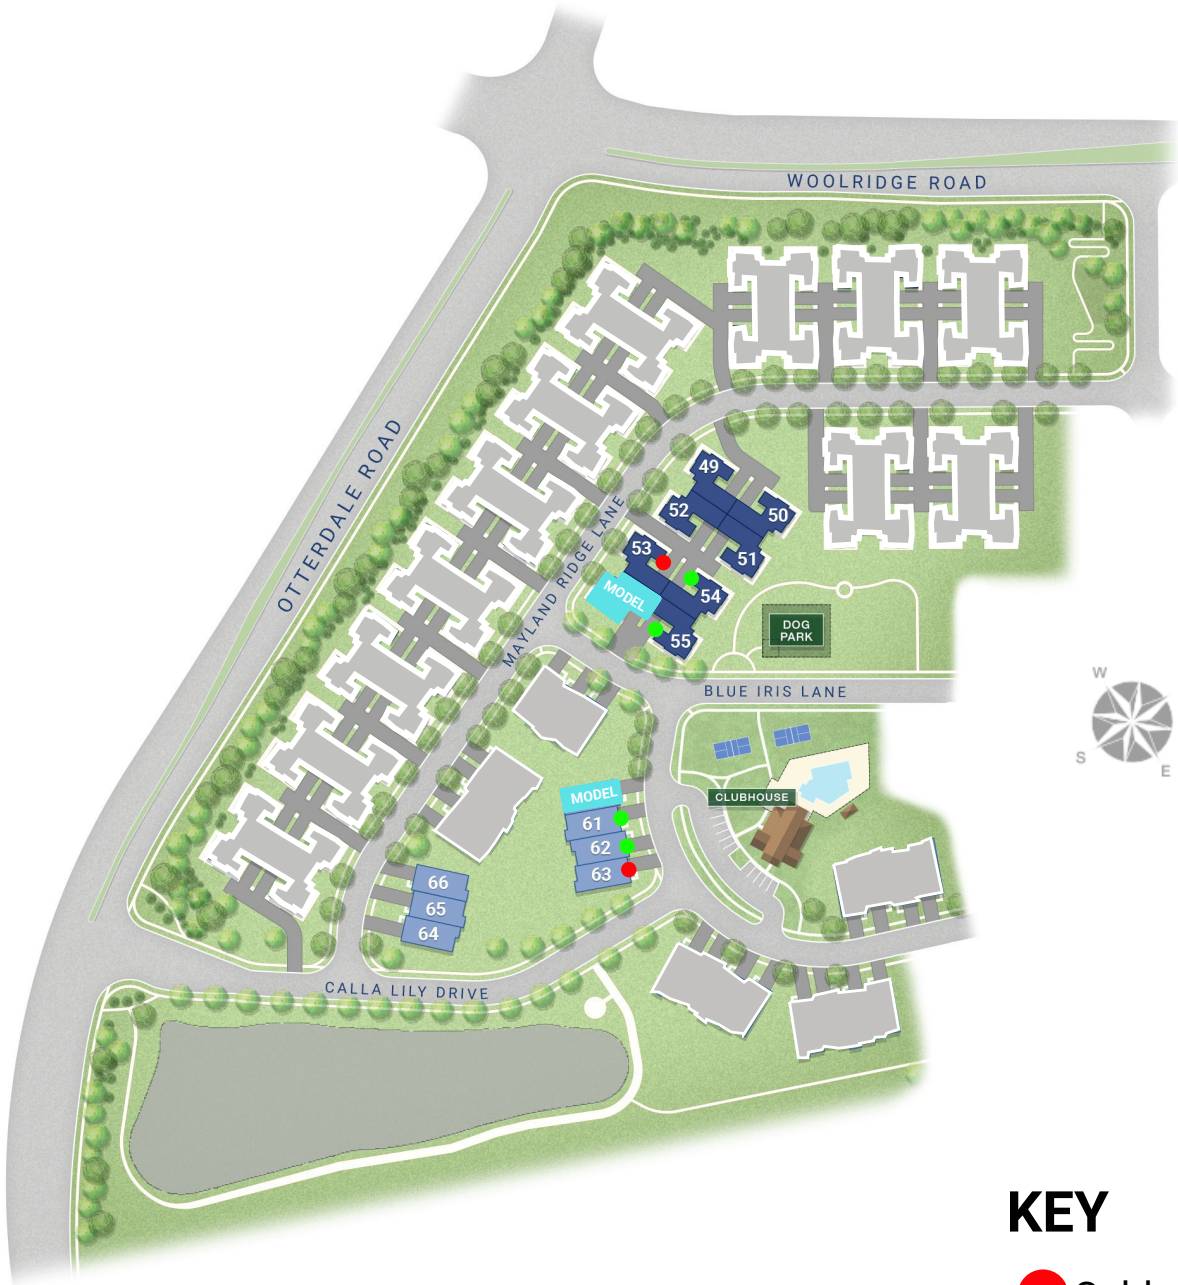 WOOLRIDGE ROAD
OTTERDALE ROAD
MAYLAND RIDGE LANE
49
52
50
53
51
MODEL
54
55
DOG
PARK
BLUE IRIS LANE
W
S
E
MODEL
CLUBHOUSE
61
62
63
66
65
64
CALLA LILY DRIVE
KEY